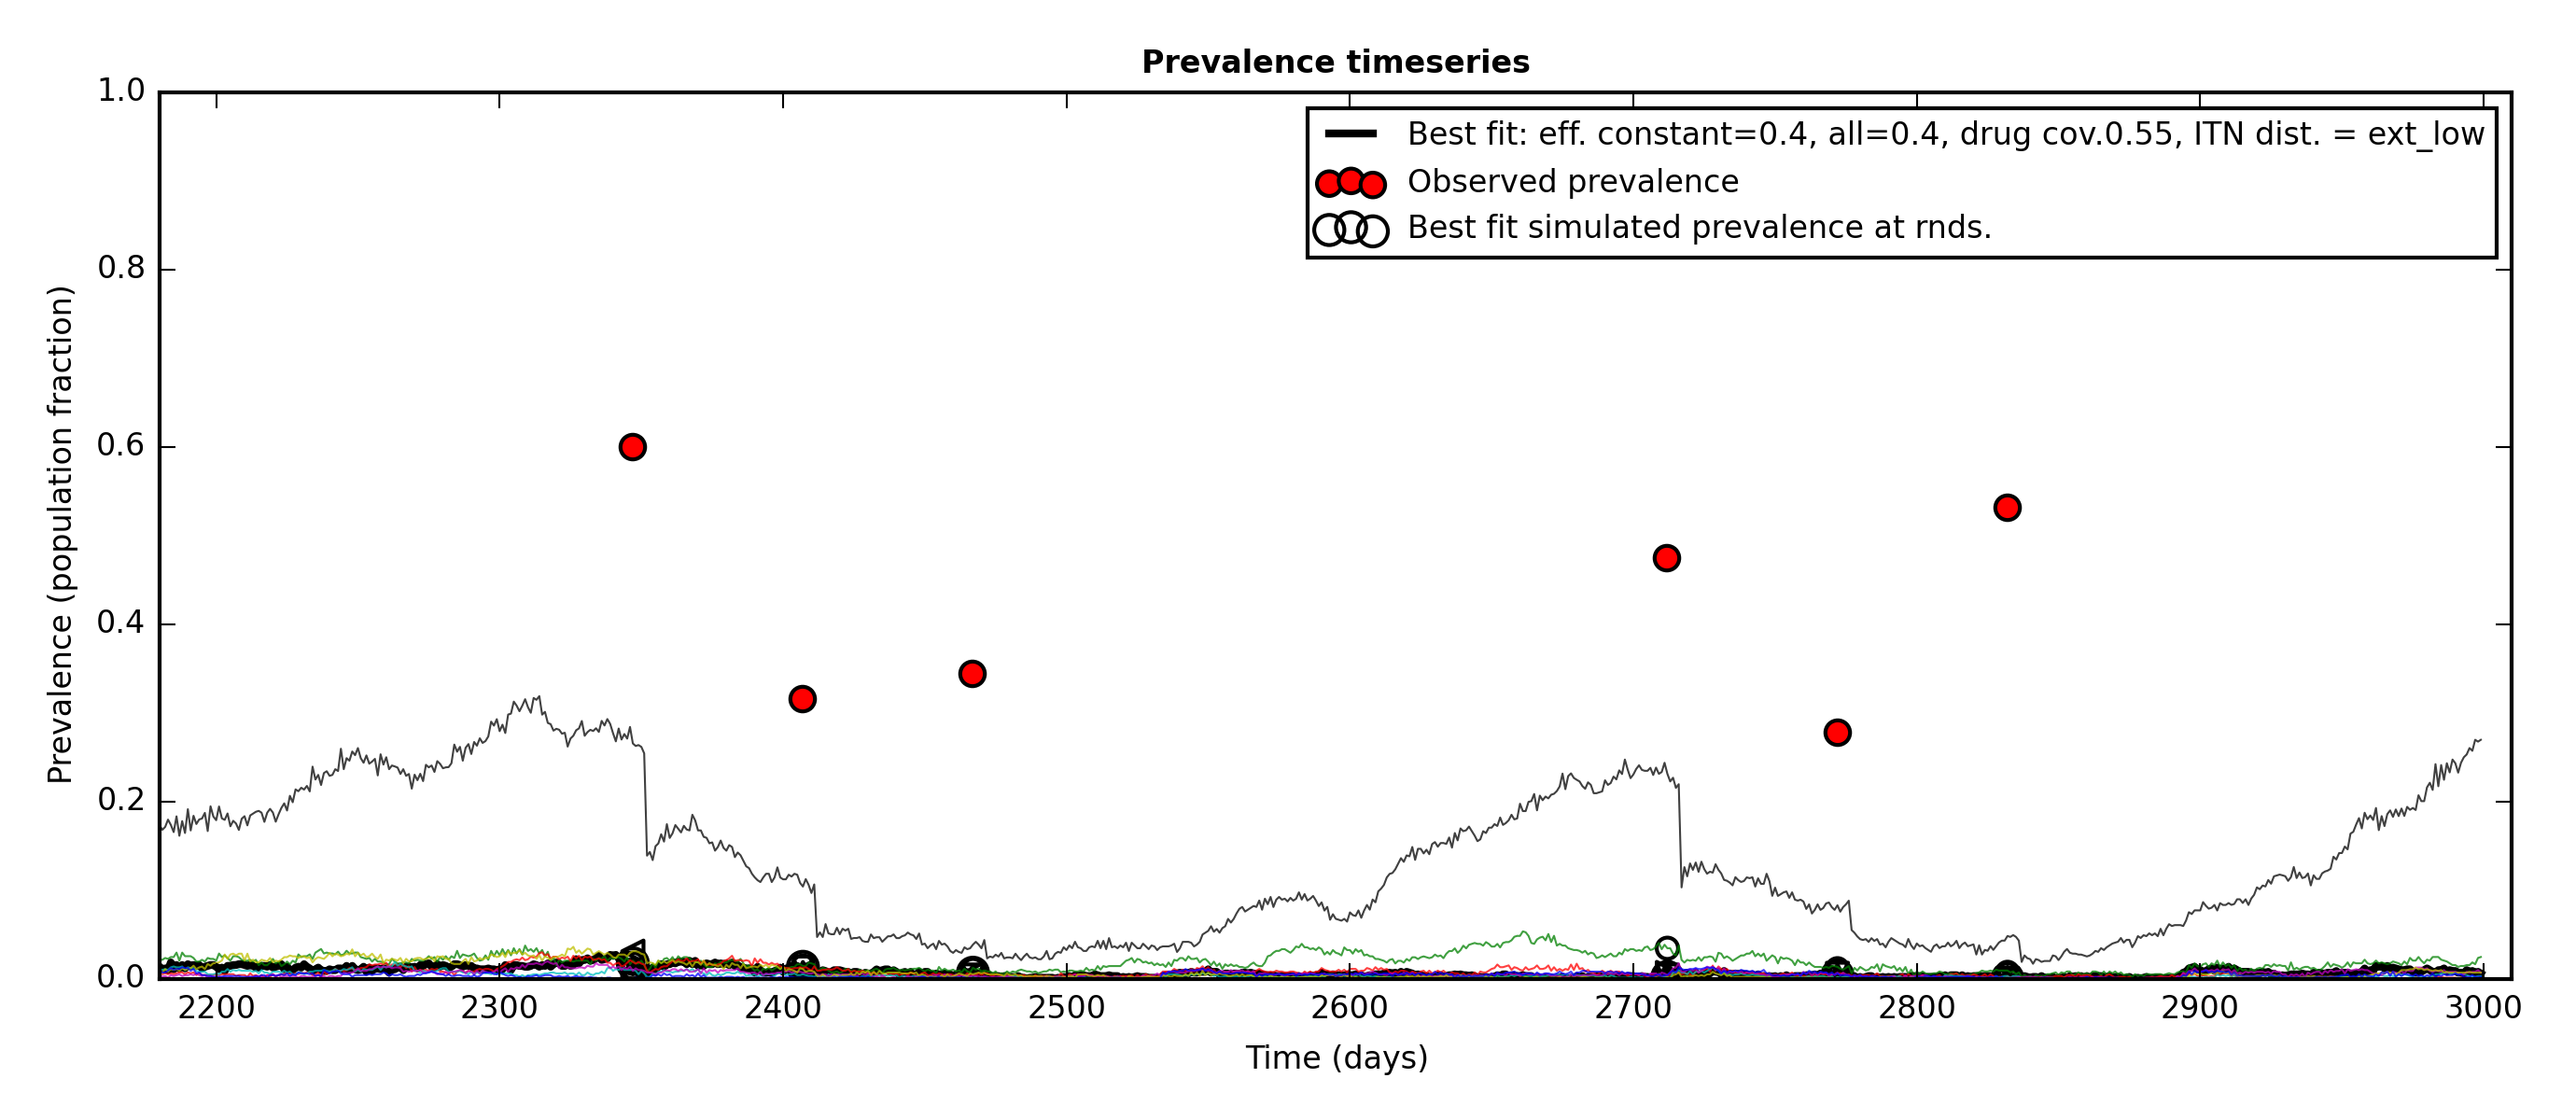 Prevalence timeseries
1.0
0.8
0.6
0.4
0.2
0.0
Prevalence (population fraction)
Best fit: eff. constant=0.4, all=0.4, drug cov.0.55, ITN dist. = ext_low
Observed prevalence
Best fit simulated prevalence at rnds.
2200 2300 2400 2500 2600 2700 2800 2900 3000
Time (days)